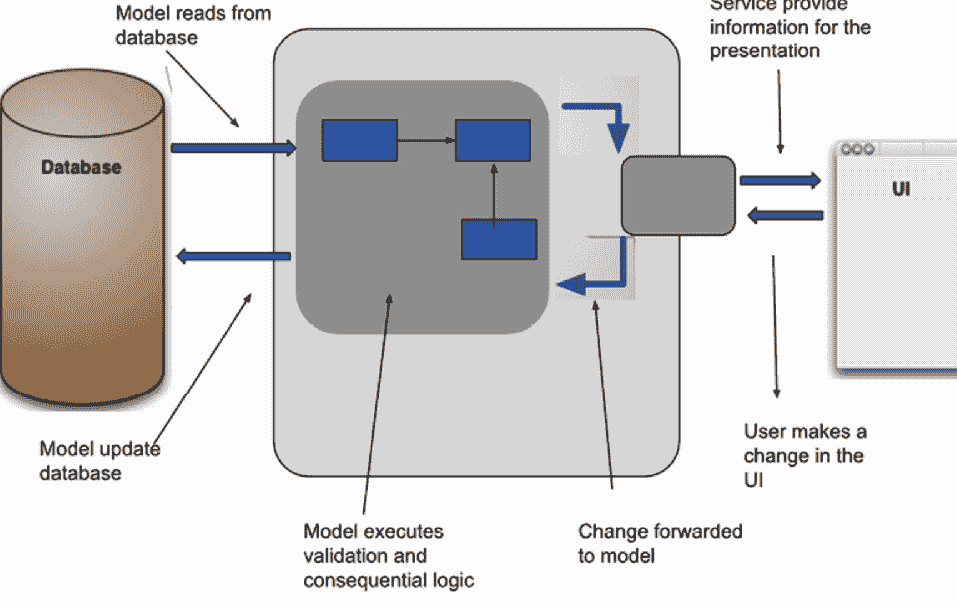 Model reads from
database
Service provide
information for the
presentation
Database
UI
Model update
database
User makes a
change in the
UI
Model executes
validation and
consequential logic
Change forwarded
to model